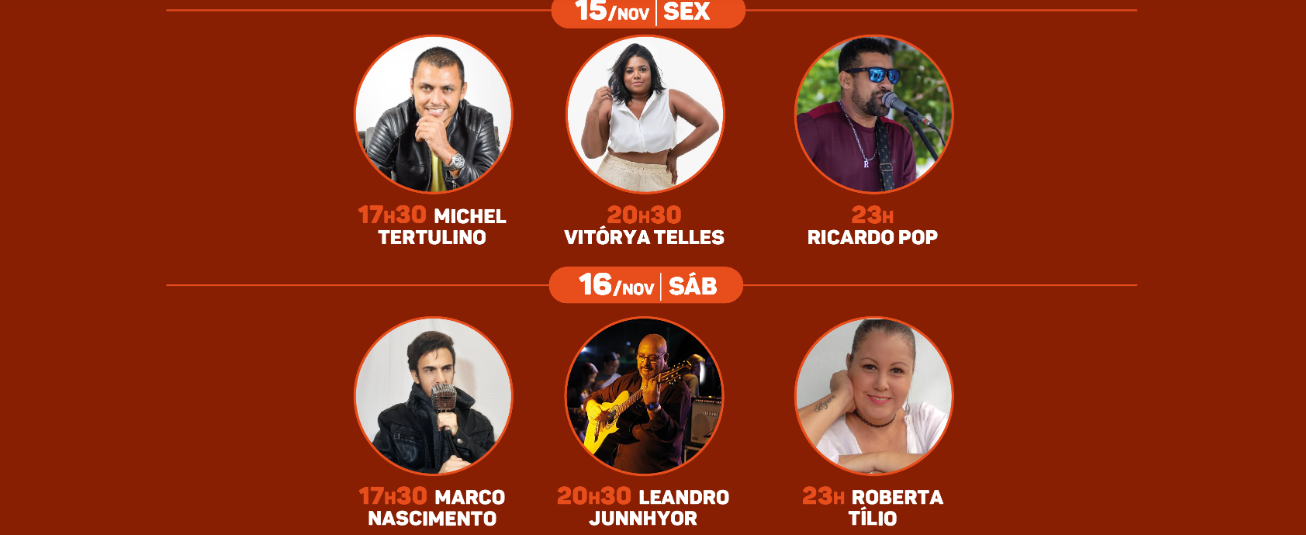 15/NOV | SEX
17H30 MICHEL
TERTULINO
20H30
VITÓRYA TELLES
23H
RICARDO POP
16/NOV | SÁB
17H30 MARCO
NASCIMENTO
20H30 LEANDRO
JUNNHYOR
23H ROBERTA
TÍLIO